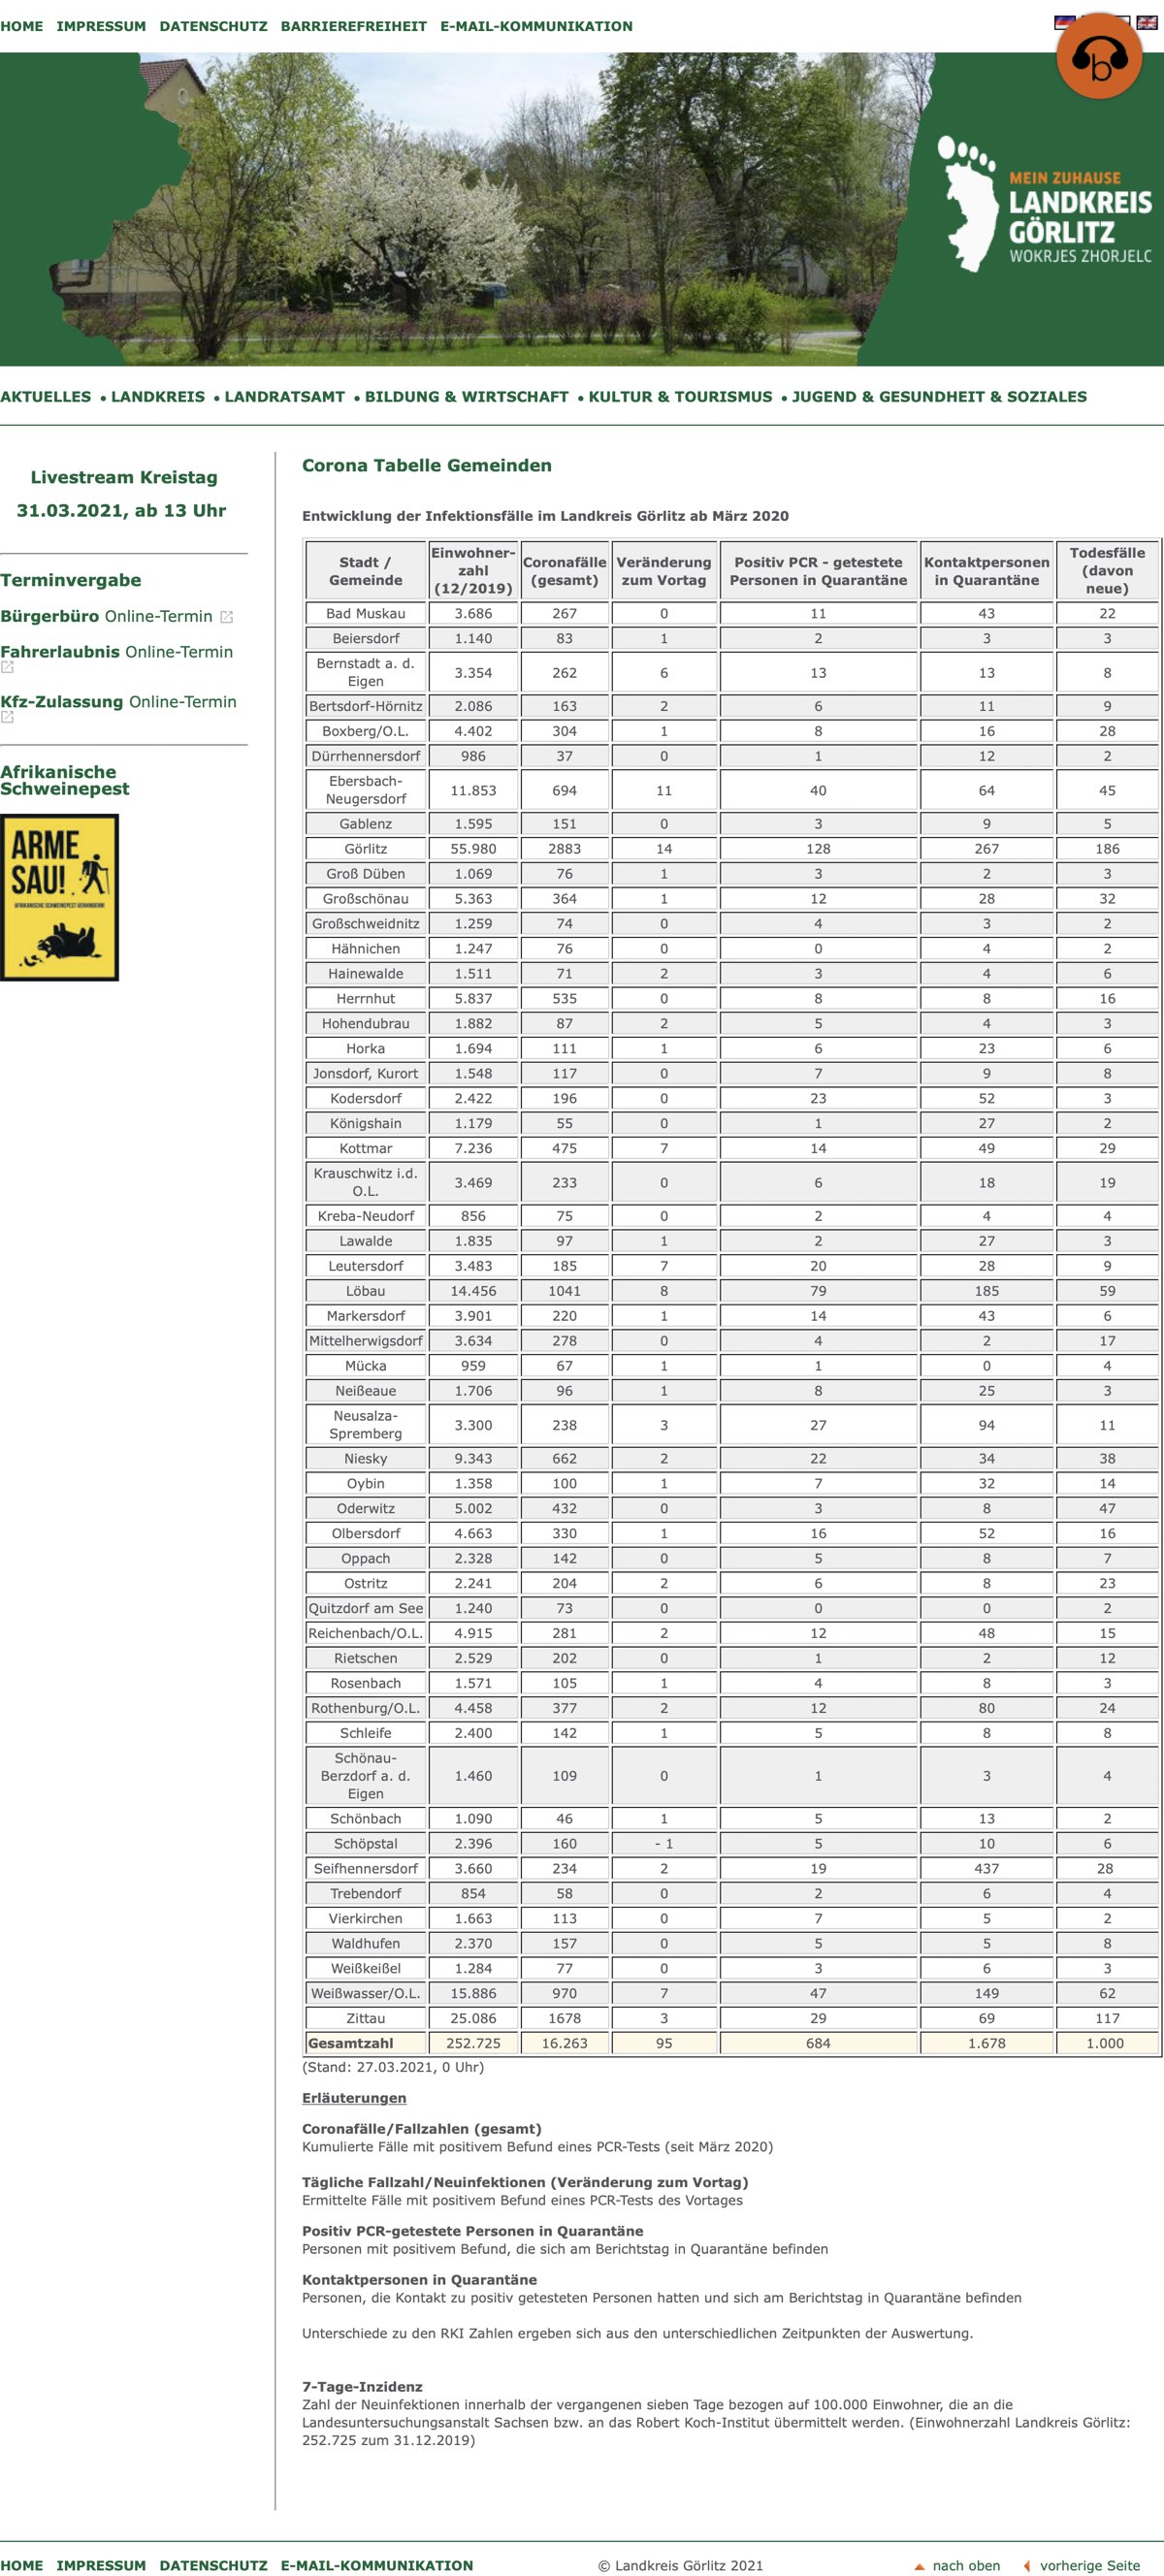 HOME IMPRESSUM DATENSCHUTZ BARRIEREFREIHEIT E-MAIL-KOMMUNIKATION
b
MEIN ZUHAUSE
LANDKREIS
GÖRLITZ
WOKRJES ZHORJELC
AKTUELLES • LANDKREIS • LANDRATSAMT • BILDUNG & WIRTSCHAFT • KULTUR & TOURISMUS • JUGEND & GESUNDHEIT & SOZIALES
Livestream Kreistag
31.03.2021, ab 13 Uhr
Terminvergabe
Bürgerbüro Online-Termin
Fahrerlaubnis Online-Termin
Kfz-Zulassung Online-Termin
Afrikanische
Schweinepest
ARME
SAU!
AFRIKANISCHE SCHWEINEPEST VERHINDERN!
Corona Tabelle Gemeinden
Entwicklung der Infektionsfälle im Landkreis Görlitz ab März 2020
Stadt / Gemeinde Einwohner-zahl (12/2019) Coronafälle (gesamt) Veränderung zum Vortag Positiv PCR - getestete Personen in Quarantäne Kontaktpersonen in Quarantäne Todesfälle (davon neue)
Bad Muskau 3.686 267 0 11 43 22
Beiersdorf 1.140 83 1 2 3 3
Bernstadt a. d. Eigen 3.354 262 6 13 13 8
Bertsdorf-Hörnitz 2.086 163 2 6 11 9
Boxberg/O.L. 4.402 304 1 8 16 28
Dürrhennersdorf 986 37 0 1 12 2
Ebersbach-Neugersdorf 11.853 694 11 40 64 45
Gablenz 1.595 151 0 3 9 5
Görlitz 55.980 2883 14 128 267 186
Groß Düben 1.069 76 1 3 2 3
Großschönau 5.363 364 1 12 28 32
Großschweidnitz 1.259 74 0 4 3 2
Hähnichen 1.247 76 0 0 4 2
Hainewalde 1.511 71 2 3 4 6
Herrnhut 5.837 535 0 8 8 16
Hohendubrau 1.882 87 2 5 4 3
Horka 1.694 111 1 6 23 6
Jonsdorf, Kurort 1.548 117 0 7 9 8
Kodersdorf 2.422 196 0 23 52 3
Königshain 1.179 55 0 1 27 2
Kottmar 7.236 475 7 14 49 29
Krauschwitz i.d. O.L. 3.469 233 0 6 18 19
Kreba-Neudorf 856 75 0 2 4 4
Lawalde 1.835 97 1 2 27 3
Leutersdorf 3.483 185 7 20 28 9
Löbau 14.456 1041 8 79 185 59
Markersdorf 3.901 220 1 14 43 6
Mittelherwigsdorf 3.634 278 0 4 2 17
Mücka 959 67 1 1 0 4
Neißeaue 1.706 96 1 8 25 3
Neusalza-Spremberg 3.300 238 3 27 94 11
Niesky 9.343 662 2 22 34 38
Oybin 1.358 100 1 7 32 14
Oderwitz 5.002 432 0 3 8 47
Olbersdorf 4.663 330 1 16 52 16
Oppach 2.328 142 0 5 8 7
Ostritz 2.241 204 2 6 8 23
Quitzdorf am See 1.240 73 0 0 0 2
Reichenbach/O.L. 4.915 281 2 12 48 15
Rietschen 2.529 202 0 1 2 12
Rosenbach 1.571 105 1 4 8 3
Rothenburg/O.L. 4.458 377 2 12 80 24
Schleife 2.400 142 1 5 8 8
Schönau-Berzdorf a. d. Eigen 1.460 109 0 1 3 4
Schönbach 1.090 46 1 5 13 2
Schöpstal 2.396 160 - 1 5 10 6
Seifhennersdorf 3.660 234 2 19 437 28
Trebendorf 854 58 0 2 6 4
Vierkirchen 1.663 113 0 7 5 2
Waldhufen 2.370 157 0 5 5 8
Weißkeißel 1.284 77 0 3 6 3
Weißwasser/O.L. 15.886 970 7 47 149 62
Zittau 25.086 1678 3 29 69 117
Gesamtzahl 252.725 16.263 95 684 1.678 1.000
(Stand: 27.03.2021, 0 Uhr)
Erläuterungen
Coronafälle/Fallzahlen (gesamt)
Kumulierte Fälle mit positivem Befund eines PCR-Tests (seit März 2020)
Tägliche Fallzahl/Neuinfektionen (Veränderung zum Vortag)
Ermittelte Fälle mit positivem Befund eines PCR-Tests des Vortages
Positiv PCR-getestete Personen in Quarantäne
Personen mit positivem Befund, die sich am Berichtstag in Quarantäne befinden
Kontaktpersonen in Quarantäne
Personen, die Kontakt zu positiv getesteten Personen hatten und sich am Berichtstag in Quarantäne befinden
Unterschiede zu den RKI Zahlen ergeben sich aus den unterschiedlichen Zeitpunkten der Auswertung.
7-Tage-Inzidenz
Zahl der Neuinfektionen innerhalb der vergangenen sieben Tage bezogen auf 100.000 Einwohner, die an die
Landesuntersuchungsanstalt Sachsen bzw. an das Robert Koch-Institut übermittelt werden. (Einwohnerzahl Landkreis Görlitz:
252.725 zum 31.12.2019)
HOME IMPRESSUM DATENSCHUTZ E-MAIL-KOMMUNIKATION © Landkreis Görlitz 2021 nach oben vorherige Seite